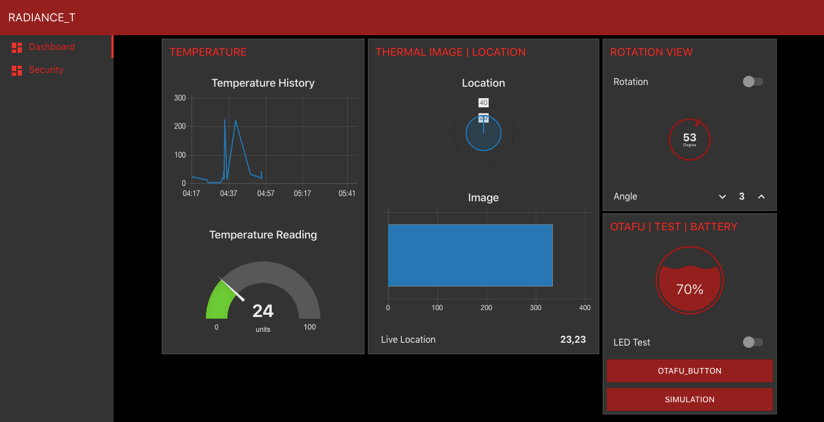 RADIANCE_T
Dashboard
Security
TEMPERATURE
Temperature History
300
200
100
0
04:17 04:37 04:57 05:17 05:41
Temperature Reading
24
units
0 100
THERMAL IMAGE | LOCATION
Location
40
Image
0 100 200 300 400
Live Location 23,23
ROTATION VIEW
Rotation
53
Degree
Angle 3
OTAFU | TEST | BATTERY
70%
LED Test
OTAFU_BUTTON
SIMULATION